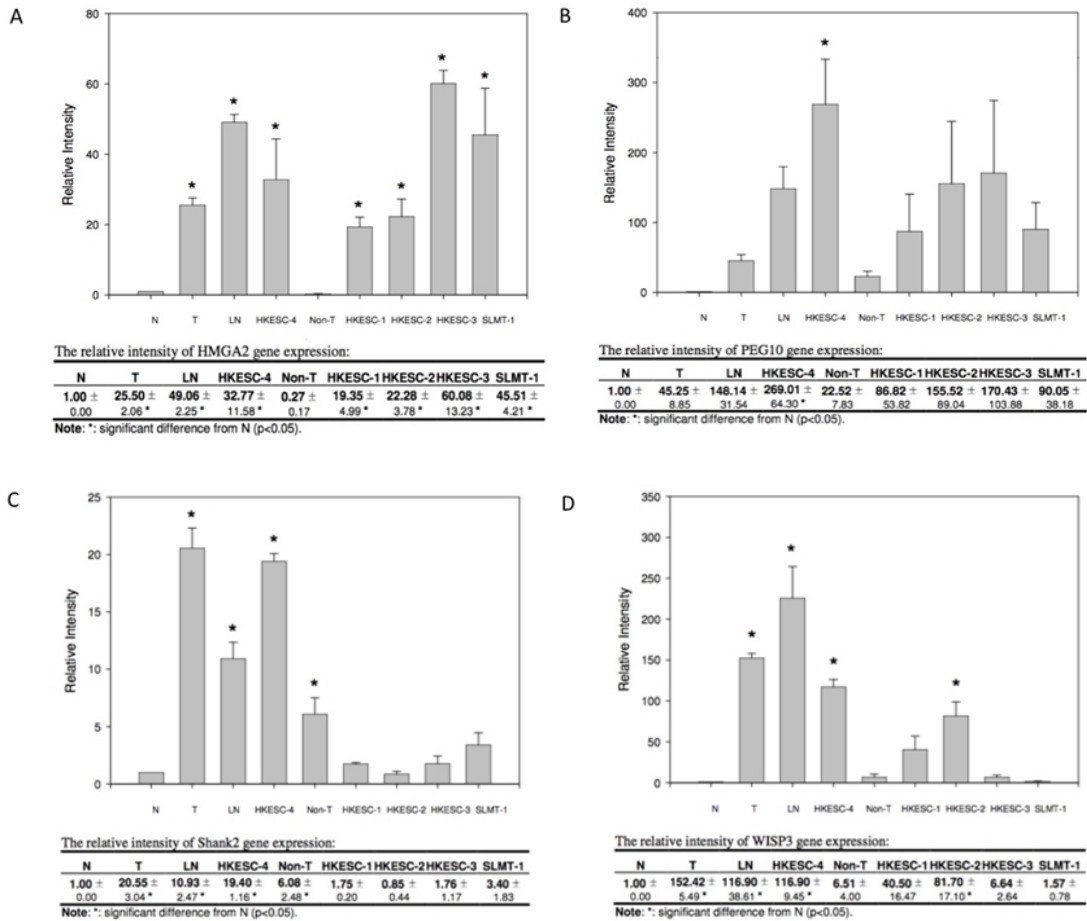 A
80
60
40
20
0
Relative Intensity
* * * * * * *
N T LN HKESC-4 Non-T HKESC-1 HKESC-2 HKESC-3 SLMT-1
The relative intensity of HMGA2 gene expression:
N T LN HKESC-4 Non-T HKESC-1 HKESC-2 HKESC-3 SLMT-1
1.00 ± 25.50 ± 49.06 ± 32.77 ± 0.27 ± 19.35 ± 22.28 ± 60.08 ± 45.51 ±
0.00 2.06 * 2.25 * 11.58 * 0.17 4.99 * 3.78 * 13.23 * 4.21 *
Note: *: significant difference from N (p<0.05).
B
400
300
200
100
0
Relative Intensity
*
N T LN HKESC-4 Non-T HKESC-1 HKESC-2 HKESC-3 SLMT-1
The relative intensity of PEG10 gene expression:
N T LN HKESC-4 Non-T HKESC-1 HKESC-2 HKESC-3 SLMT-1
1.00 ± 45.25 ± 148.14 ± 269.01 ± 22.52 ± 86.82 ± 155.52 ± 170.43 ± 90.05 ±
0.00 8.85 31.54 64.30 * 7.83 53.82 89.04 103.88 38.18
Note: *: significant difference from N (p<0.05).
C
25
20
15
10
5
0
Relative Intensity
* * * *
N T LN HKESC-4 Non-T HKESC-1 HKESC-2 HKESC-3 SLMT-1
The relative intensity of Shank2 gene expression:
N T LN HKESC-4 Non-T HKESC-1 HKESC-2 HKESC-3 SLMT-1
1.00 ± 20.55 ± 10.93 ± 19.40 ± 6.08 ± 1.75 ± 0.85 ± 1.76 ± 3.40 ±
0.00 3.04 * 2.47 * 1.16 * 2.48 * 0.20 0.44 1.17 1.83
Note: *: significant difference from N (p<0.05).
D
350
300
250
200
150
100
50
0
Relative Intensity
* * * *
N T LN HKESC-4 Non-T HKESC-1 HKESC-2 HKESC-3 SLMT-1
The relative intensity of WISP3 gene expression:
N T LN HKESC-4 Non-T HKESC-1 HKESC-2 HKESC-3 SLMT-1
1.00 ± 152.42 ± 116.90 ± 116.90 ± 6.51 ± 40.50 ± 81.70 ± 6.64 ± 1.57 ±
0.00 5.49 * 38.61 * 9.45 * 4.00 16.47 17.10 * 2.64 0.78
Note: *: significant difference from N (p<0.05).